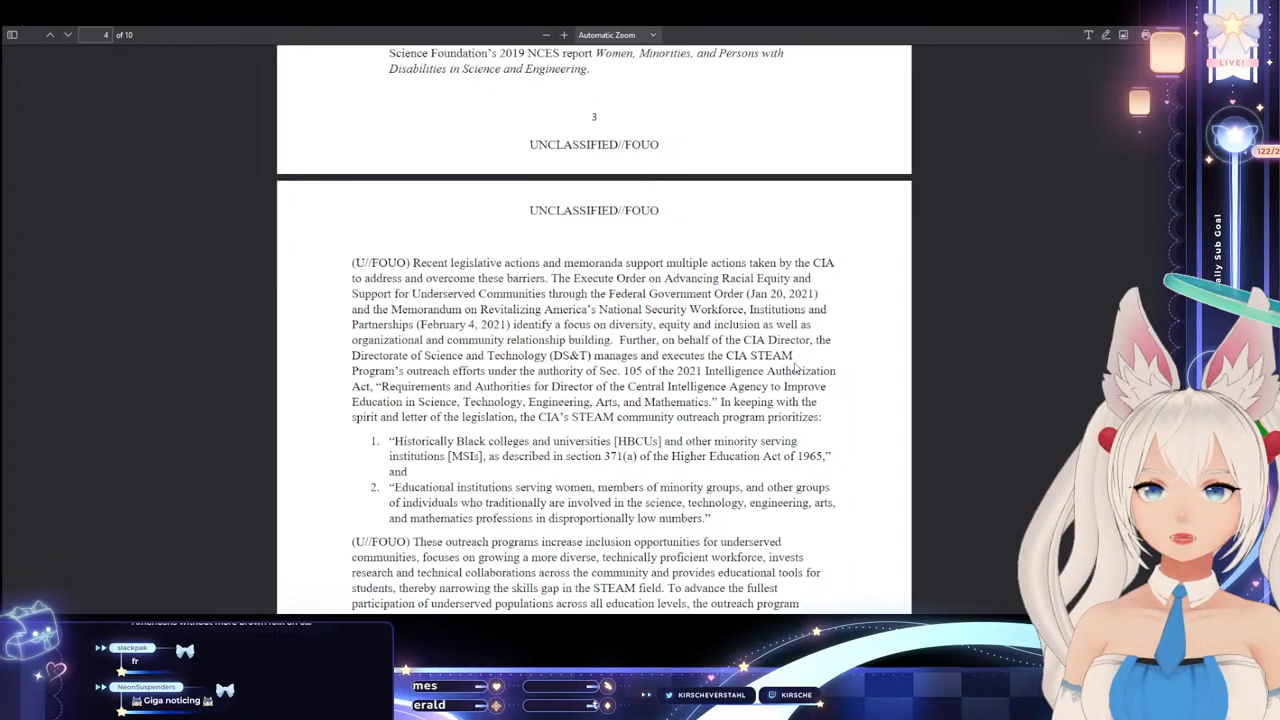 4 of 10
Automatic Zoom
Science Foundation's 2019 NCES report Women, Minorities, and Persons with
Disabilities in Science and Engineering.
3
UNCLASSIFIED//FOUO
UNCLASSIFIED//FOUO
(U//FOUO) Recent legislative actions and memoranda support multiple actions taken by the CIA
to address and overcome these barriers. The Execute Order on Advancing Racial Equity and
Support for Underserved Communities through the Federal Government Order (Jan 20, 2021)
and the Memorandum on Revitalizing America's National Security Workforce, Institutions and
Partnerships (February 4, 2021) identify a focus on diversity, equity and inclusion as well as
organizational and community relationship building. Further, on behalf of the CIA Director, the
Directorate of Science and Technology (DS&T) manages and executes the CIA STEAM
Program's outreach efforts under the authority of Sec. 105 of the 2021 Intelligence Authorization
Act, “Requirements and Authorities for Director of the Central Intelligence Agency to Improve
Education in Science, Technology, Engineering, Arts, and Mathematics.” In keeping with the
spirit and letter of the legislation, the CIA's STEAM community outreach program prioritizes:
1. “Historically Black colleges and universities [HBCUs] and other minority serving
institutions [MSIs], as described in section 371(a) of the Higher Education Act of 1965,”
and
2. “Educational institutions serving women, members of minority groups, and other groups
of individuals who traditionally are involved in the science, technology, engineering, arts,
and mathematics professions in disproportionally low numbers.”
(U//FOUO) These outreach programs increase inclusion opportunities for underserved
communities, focuses on growing a more diverse, technically proficient workforce, invests
research and technical collaborations across the community and provides educational tools for
students, thereby narrowing the skills gap in the STEAM field. To advance the fullest
participation of underserved populations across all education levels, the outreach program
LIVE!
122/2
aily Sub Goal
Americans without more brown folk on
slackpak
fr
NeonSuspenders
Giga noticing
mes
erald
KIRSCHEVERSTAHL
KIRSCHE